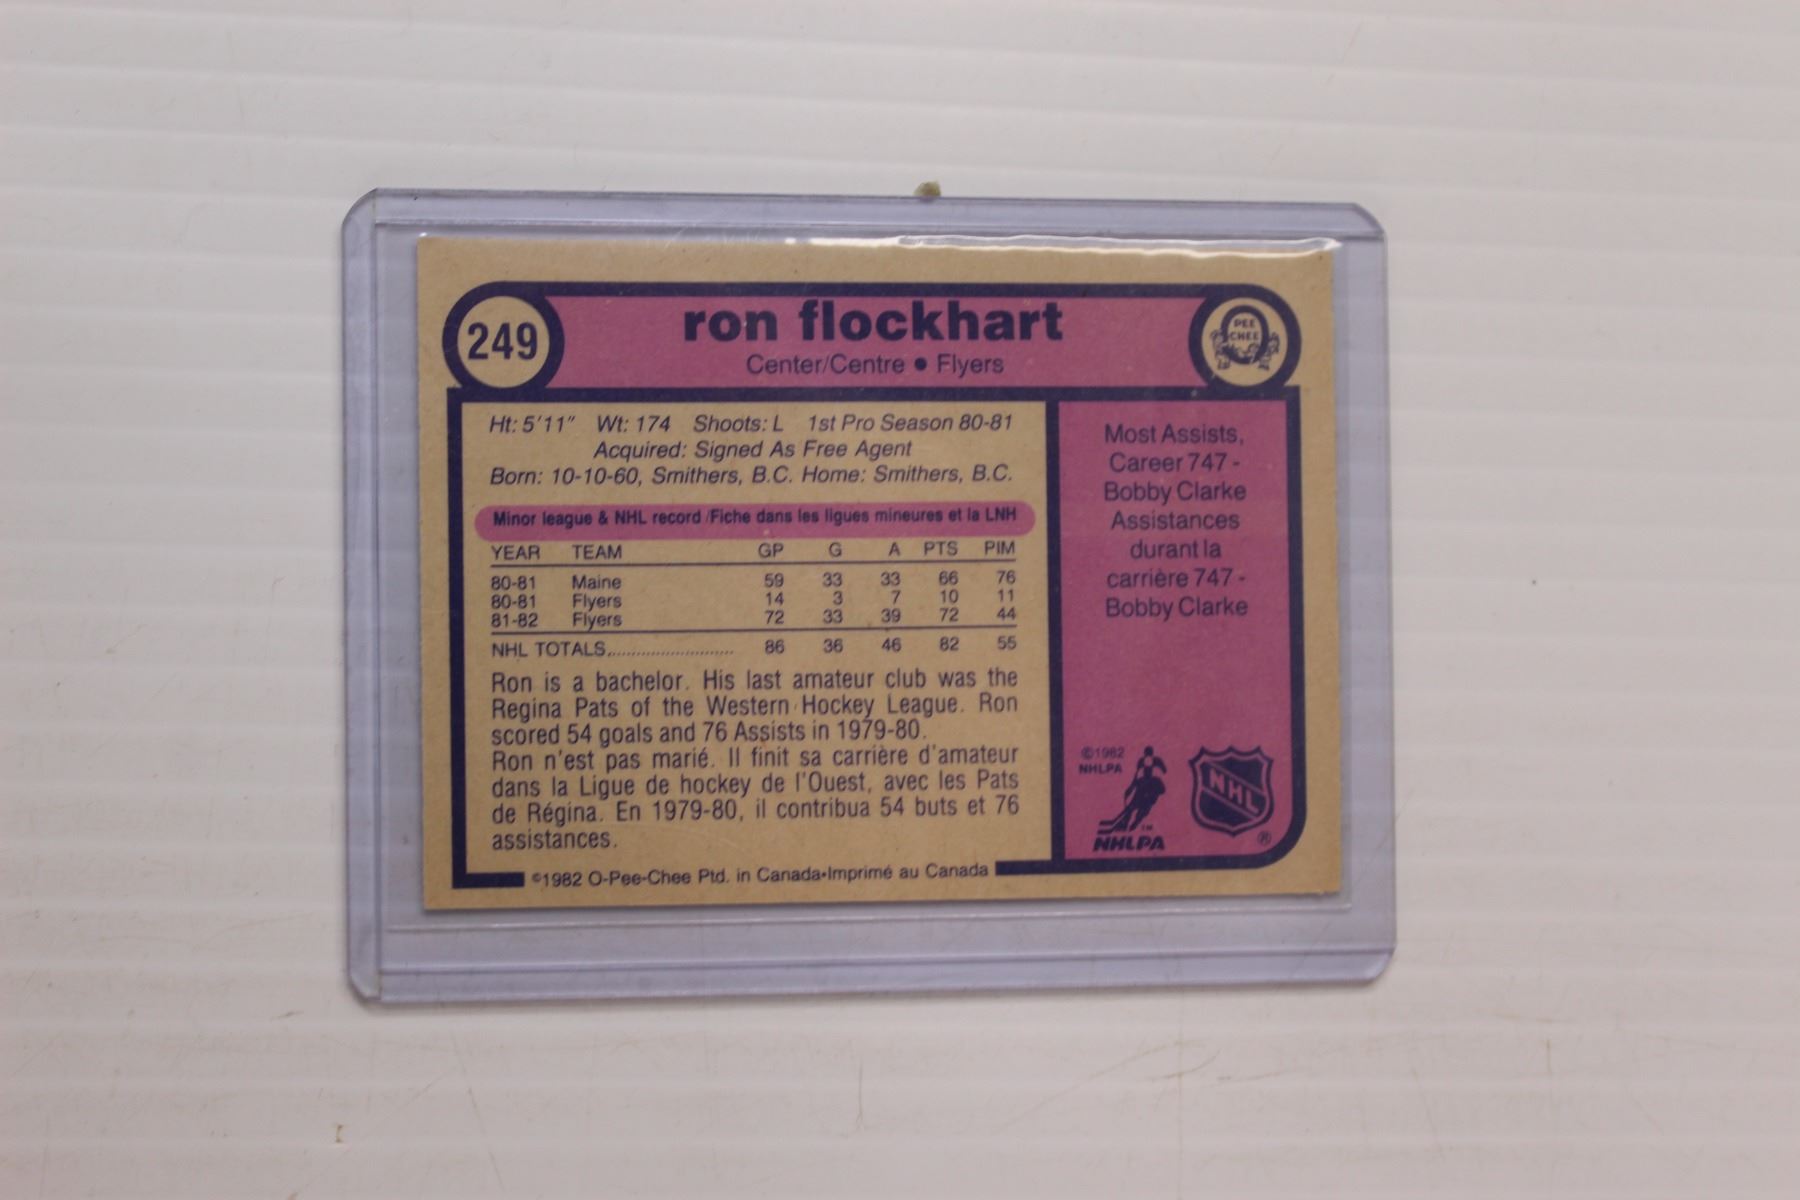 249
ron flockhart
Center/Centre • Flyers
O
PEE
CHEE
Ht: 5'11" Wt: 174 Shoots: L 1st Pro Season 80-81
Acquired: Signed As Free Agent
Born: 10-10-60, Smithers, B.C. Home: Smithers, B.C.
Minor league & NHL record/Fiche dans les ligues mineures et la LNH
YEAR TEAM GP G A PTS PIM
80-81 Maine 59 33 33 66 76
80-81 Flyers 14 3 7 10 11
81-82 Flyers 72 33 39 72 44
NHL TOTALS.......................... 86 36 46 82 55
Ron is a bachelor. His last amateur club was the
Regina Pats of the Western Hockey League. Ron
scored 54 goals and 76 Assists in 1979-80.
Ron n'est pas marié. Il finit sa carrière d'amateur
dans la Ligue de hockey de l'Ouest, avec les Pats
de Régina. En 1979-80, il contribua 54 buts et 76
assistances.
©1982 O-Pee-Chee Ptd. in Canada•Imprimé au Canada
Most Assists,
Career 747 -
Bobby Clarke
Assistances
durant la
carrière 747 -
Bobby Clarke
©1982
NHLPA
TM
NHLPA
NHL
®